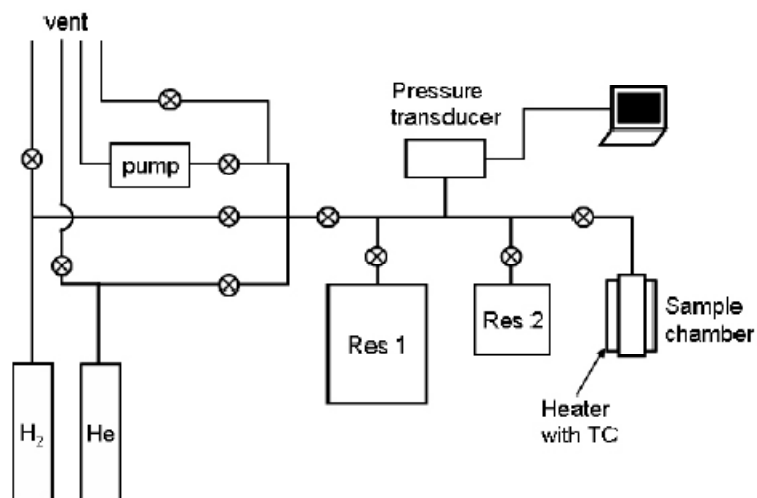 vent
Pressure
transducer
pump
Res 1
Res 2
Sample
chamber
Heater
with TC
H₂
He